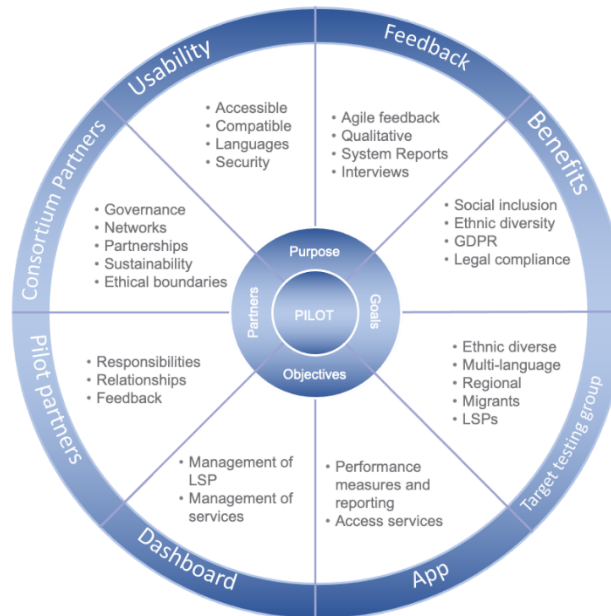 Usability
• Accessible
• Compatible
• Languages
• Security
Feedback
• Agile feedback
• Qualitative
• System Reports
• Interviews
Benefits
• Social inclusion
• Ethnic diversity
• GDPR
• Legal compliance
Target testing group
• Ethnic diverse
• Multi-language
• Regional
• Migrants
• LSPs
App
• Performance
measures and
reporting
• Access services
Dashboard
• Management of
LSP
• Management of
services
Pilot partners
• Responsibilities
• Relationships
• Feedback
Consortium Partners
• Governance
• Networks
• Partnerships
• Sustainability
• Ethical boundaries
Purpose
Goals
Objectives
Partners
PILOT